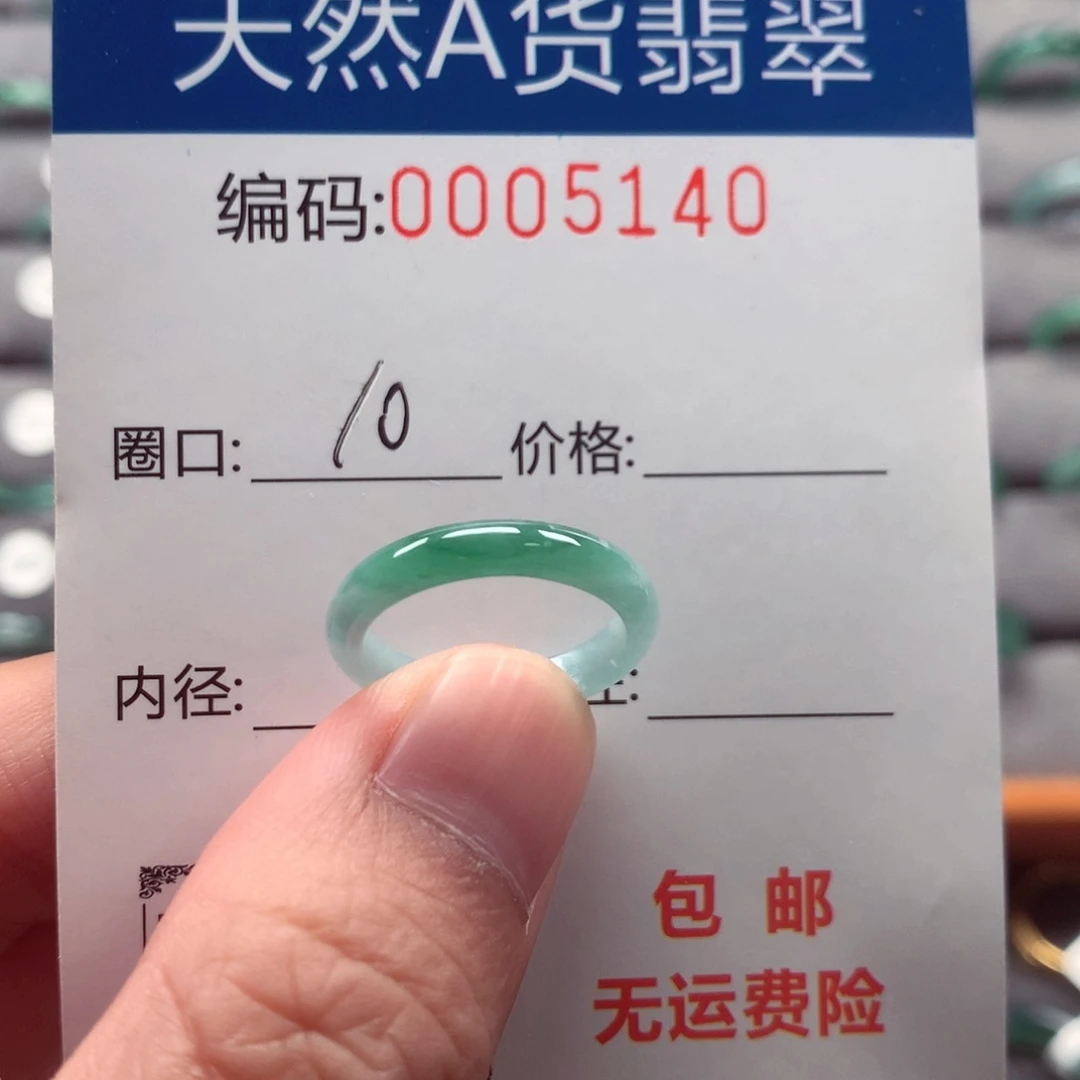 天然A货翡翠
编码:0005140
圈口: 10 价格:
内径:
包邮
无运费险